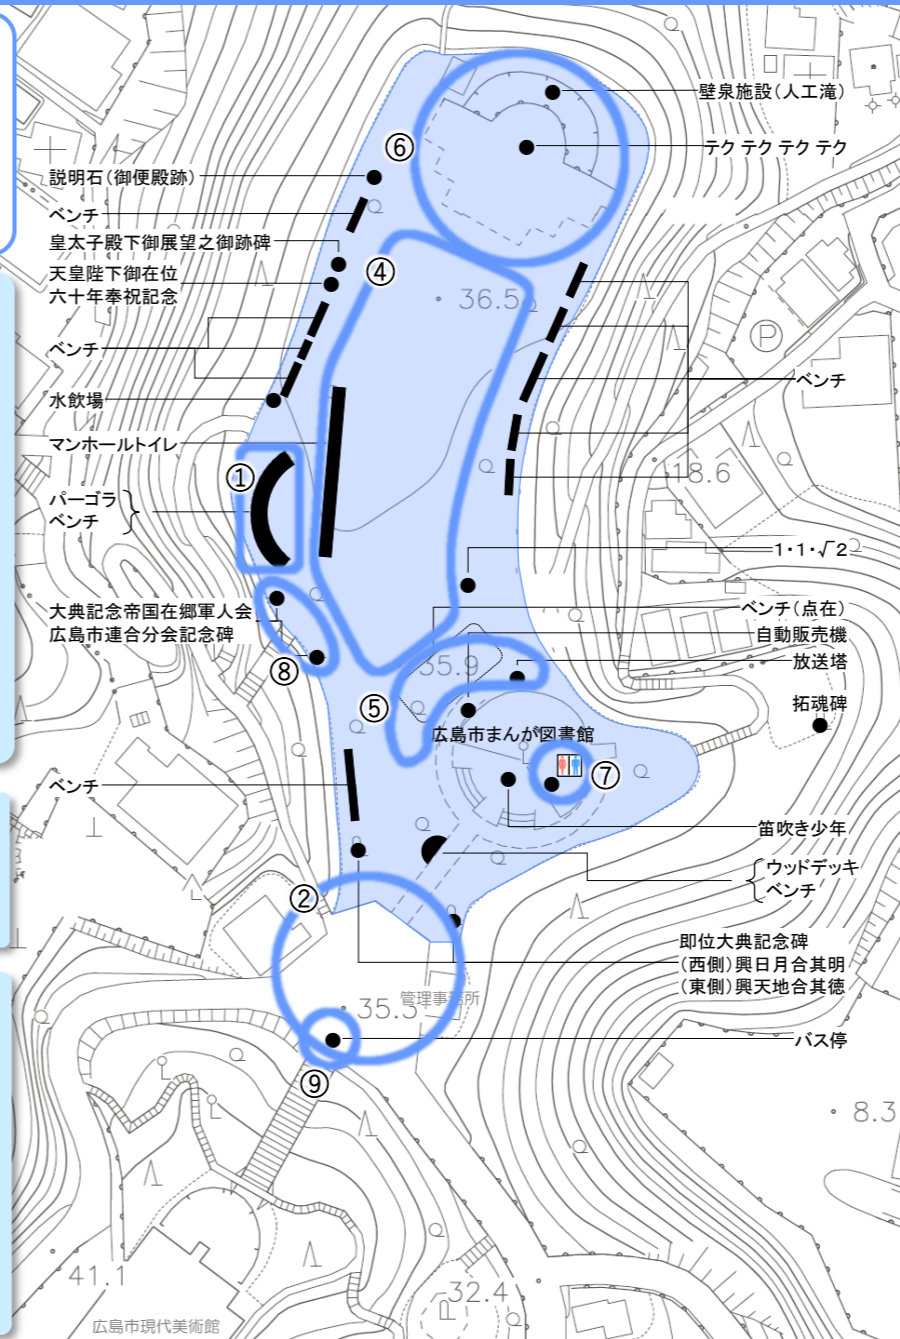 壁泉施設（人工滝）
⑥
テク テク テク テク
説明石（御便殿跡）
ベンチ
皇太子殿下御展望之御跡碑
④
天皇陛下御在位
六十年奉祝記念
36.5
P
ベンチ
ベンチ
水飲場
マンホールトイレ
①
18.6
パーゴラ
ベンチ
1・1・√2
大典記念帝国在郷軍人会
広島市連合分会記念碑
ベンチ（点在）
自動販売機
放送塔
35.9
⑧
⑤
拓魂碑
広島市まんが図書館
⑦
ベンチ
笛吹き少年
ウッドデッキ
ベンチ
②
即位大典記念碑
（西側）興日月合其明
（東側）興天地合其徳
管理事務所
35.3
バス停
⑨
8.3
41.1
32.4
P
広島市現代美術館